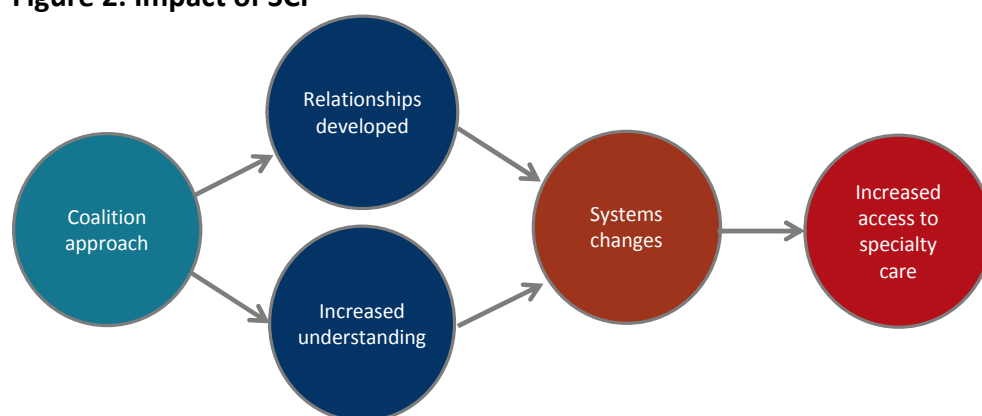 Figure 2: Impact of SCI
Coalition
approach
Relationships
developed
Increased
understanding
Systems
changes
Increased
access to
specialty
care